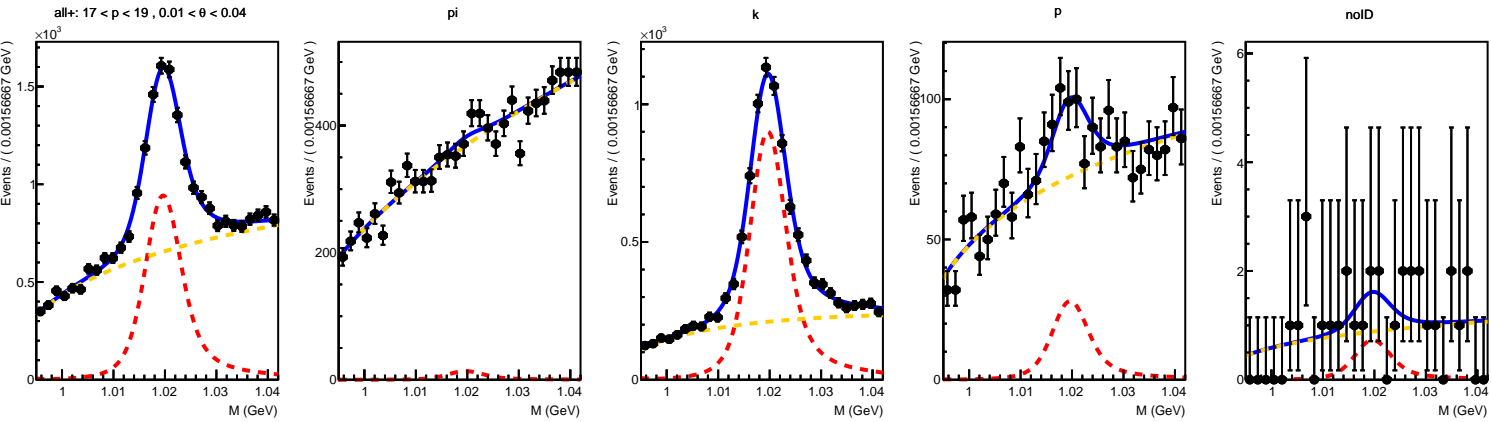 all+: 17 < p < 19 , 0.01 < θ < 0.04
×10³
Events / ( 0.00156667 GeV )
1.5
1
0.5
0
1 1.01 1.02 1.03 1.04
M (GeV)
pi
Events / ( 0.00156667 GeV )
400
200
0
1 1.01 1.02 1.03 1.04
M (GeV)
k
×10³
Events / ( 0.00156667 GeV )
1
0.5
0
1 1.01 1.02 1.03 1.04
M (GeV)
p
Events / ( 0.00156667 GeV )
100
50
0
1 1.01 1.02 1.03 1.04
M (GeV)
noID
Events / ( 0.00156667 GeV )
6
4
2
0
1 1.01 1.02 1.03 1.04
M (GeV)